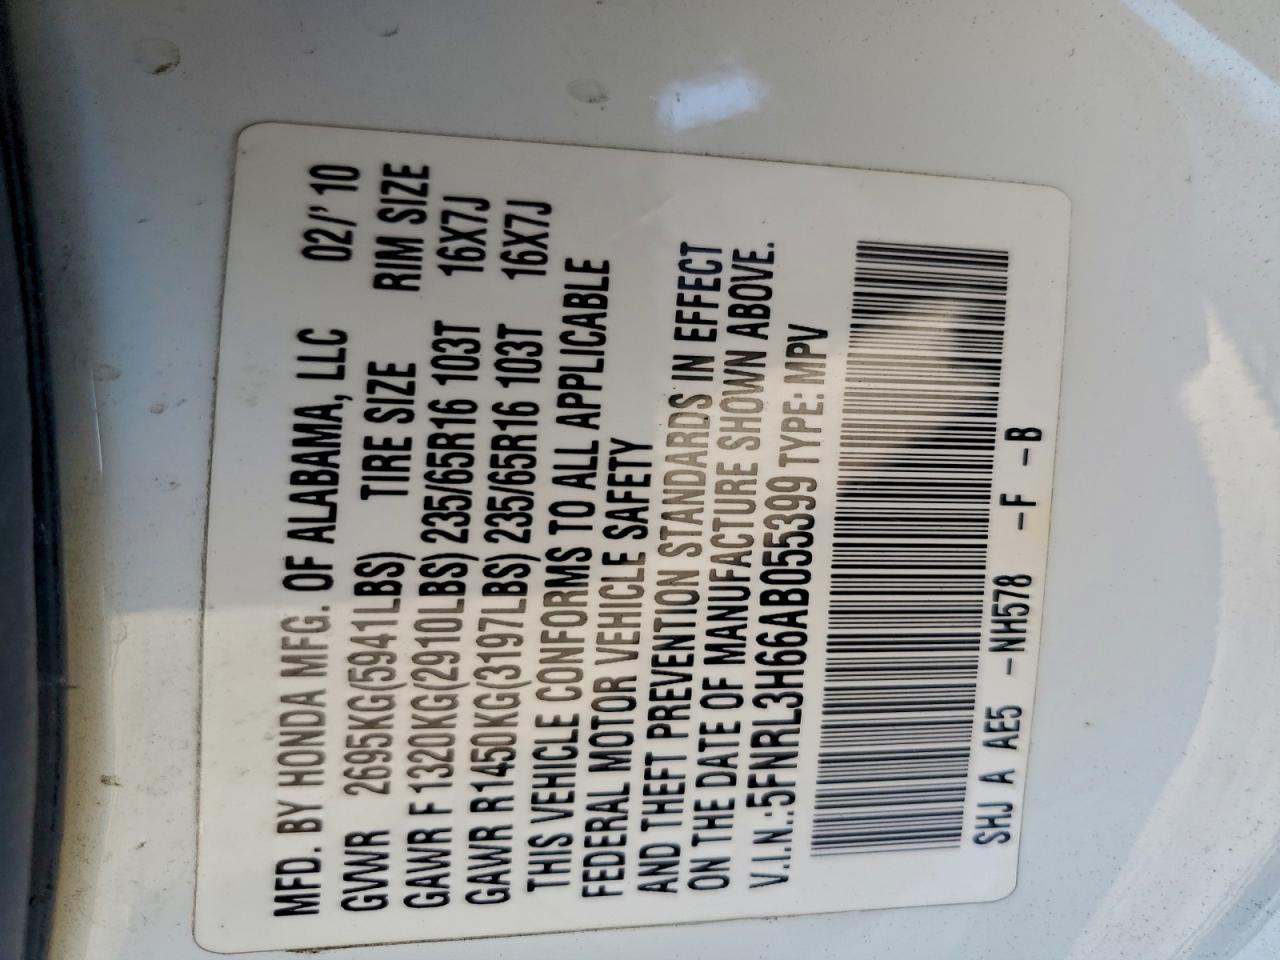 MFD. BY HONDA MFG. OF ALABAMA, LLC 02/'10
GVWR 2695KG(5941LBS) TIRE SIZE RIM SIZE
GAWR F 1320KG(2910LBS) 235/65R16 103T 16X7J
GAWR R1450KG(3197LBS) 235/65R16 103T 16X7J
THIS VEHICLE CONFORMS TO ALL APPLICABLE
FEDERAL MOTOR VEHICLE SAFETY
AND THEFT PREVENTION STANDARDS IN EFFECT
ON THE DATE OF MANUFACTURE SHOWN ABOVE.
V.I.N.:5FNRL3H66AB055399 TYPE: MPV
SHJ A AE5 -NH578 -F -B